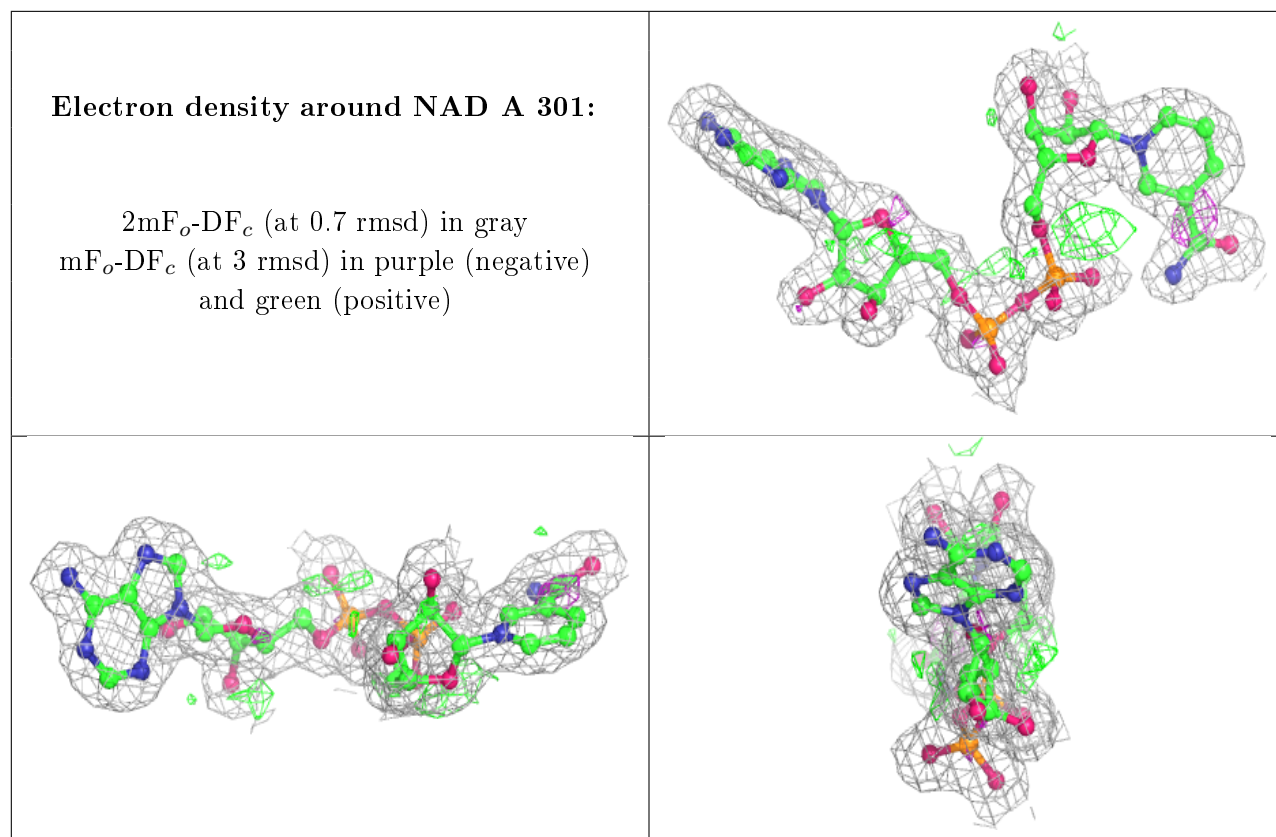 Electron density around NAD A 301:
2mFo-DFc (at 0.7 rmsd) in gray
mFo-DFc (at 3 rmsd) in purple (negative)
and green (positive)